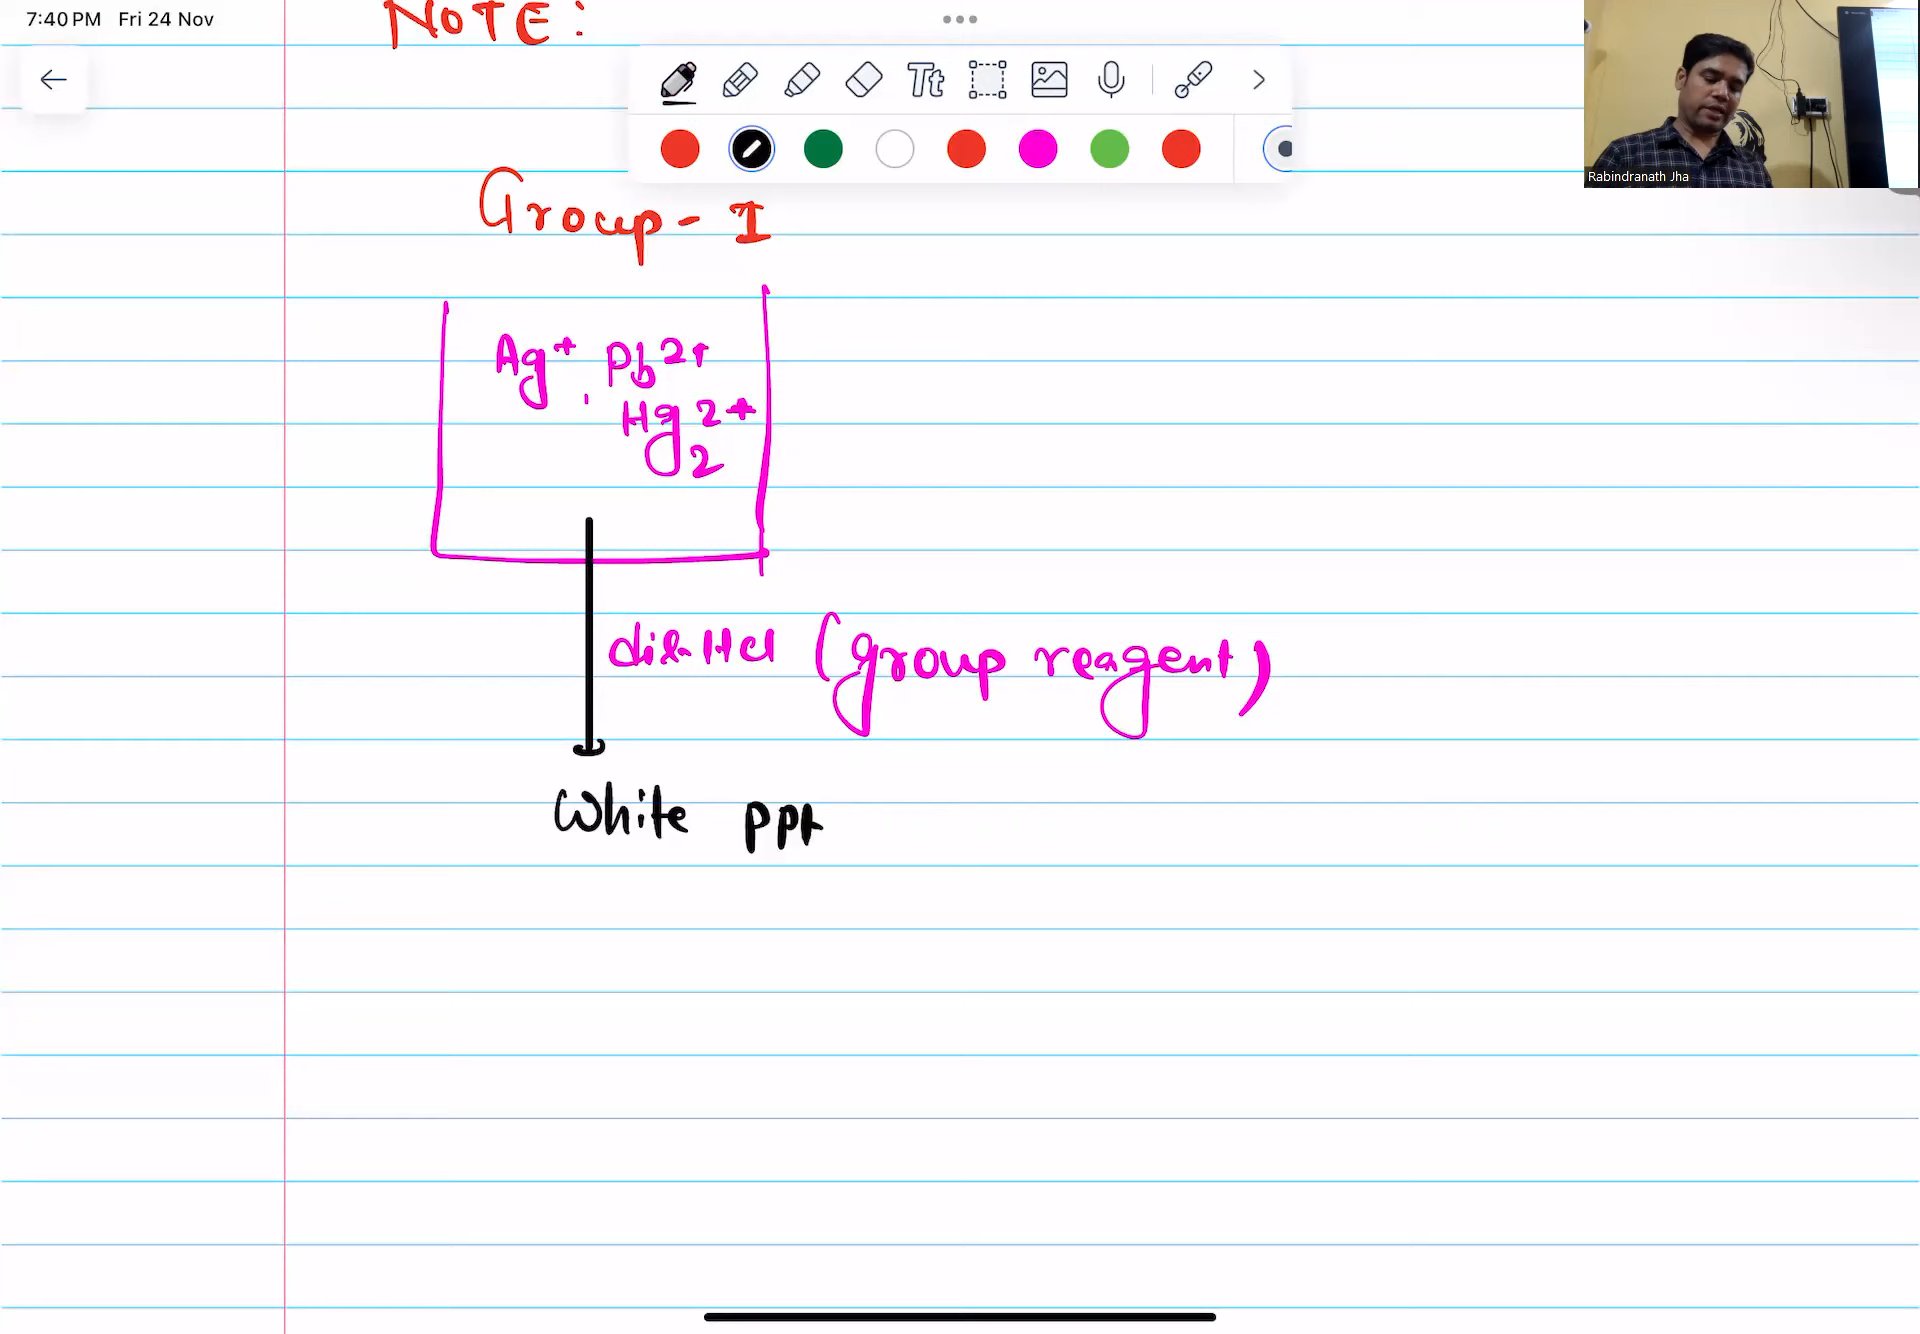 7:40 PM Fri 24 Nov
NOTE:
Tt
Rabindranath Jha
Group - I
Ag+ , Pb2+
Hg2 2+
dil. HCl (group reagent)
White ppt